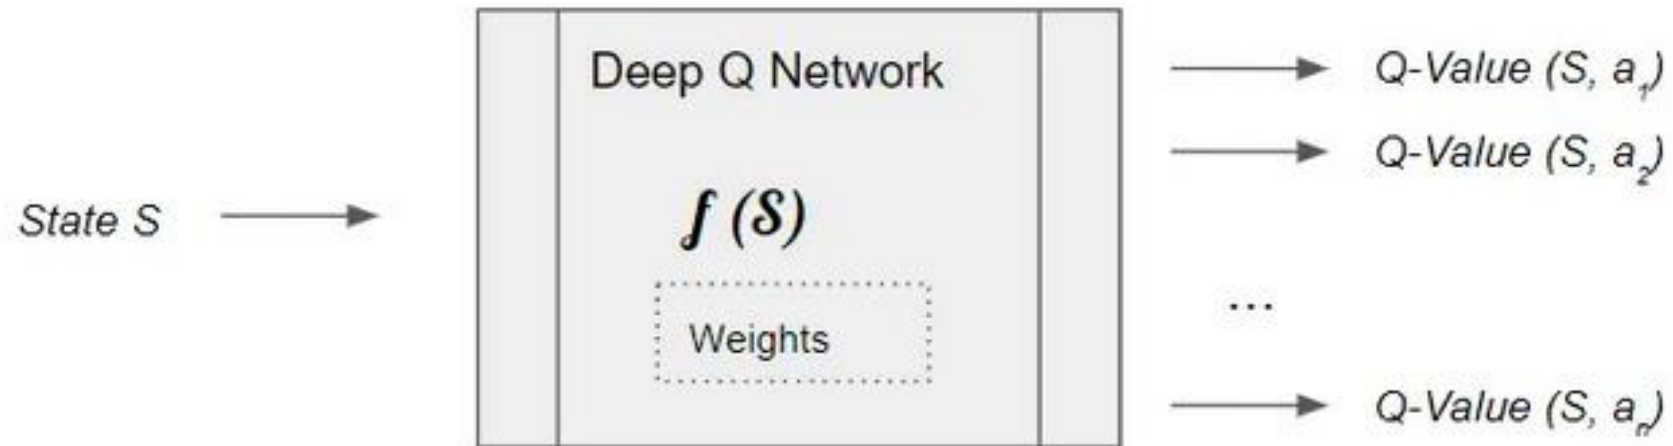 Deep Q Network
Q-Value (S, a₁)
Q-Value (S, a₂)
State S
f (S)
...
Weights
Q-Value (S, aₙ)